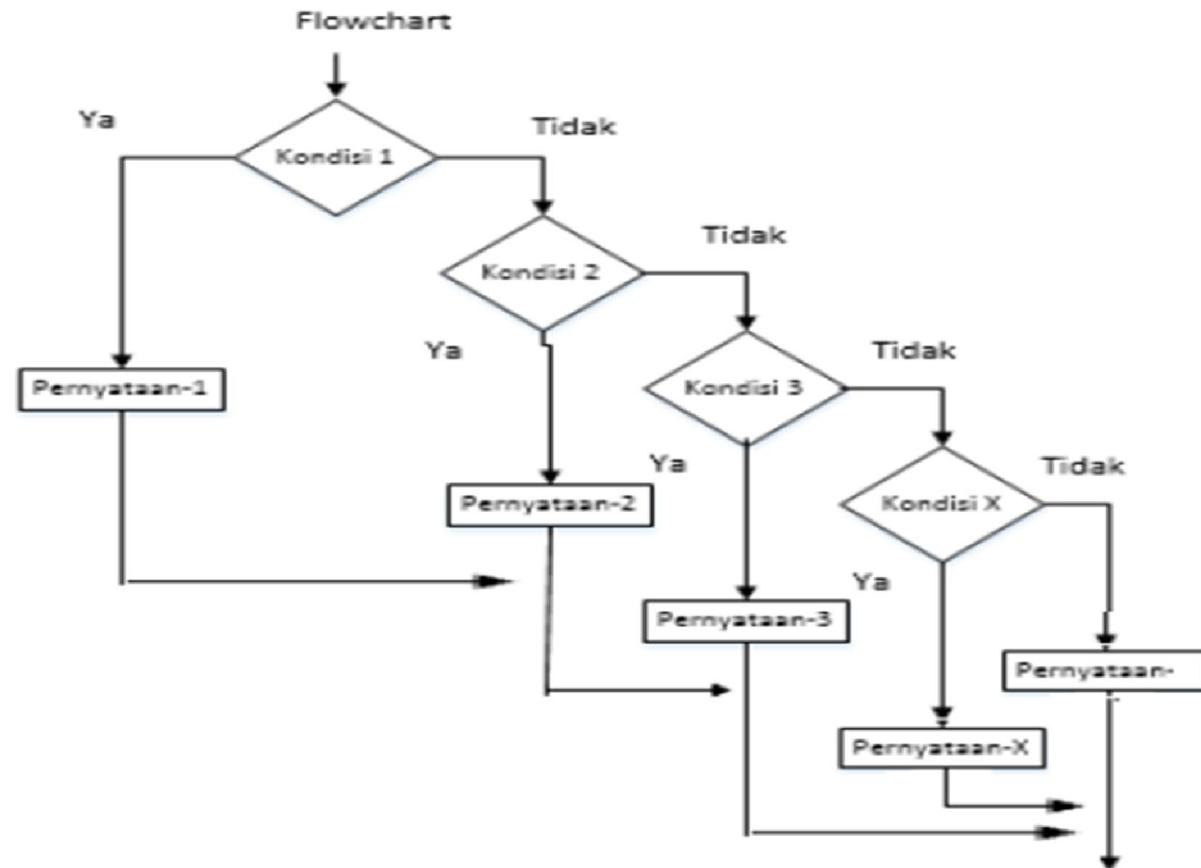 Flowchart
Ya
Tidak
Kondisi 1
Tidak
Kondisi 2
Ya
Tidak
Pernyataan-1
Kondisi 3
Ya
Tidak
Pernyataan-2
Kondisi X
Ya
Pernyataan-3
Pernyataan-
Pernyataan-X